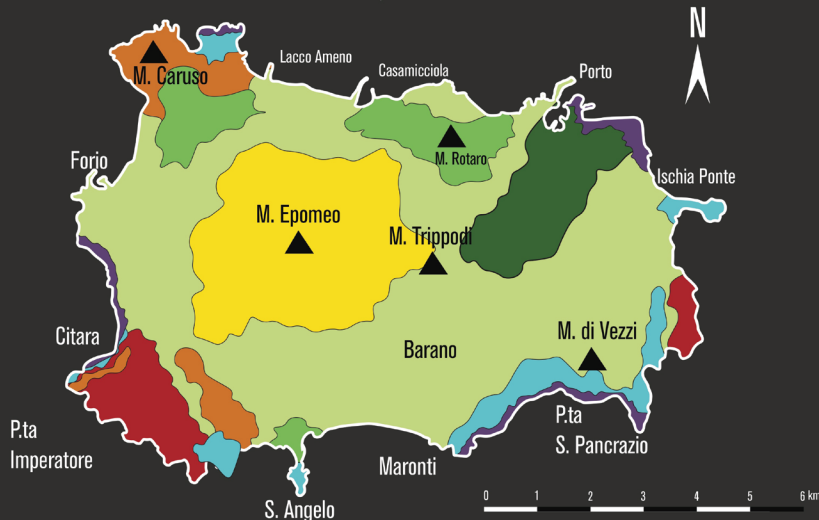 N
M. Caruso
Lacco Ameno
Casamicciola
Porto
M. Rotaro
Forio
Ischia Ponte
M. Epomeo
M. Trippodi
Citara
Barano
M. di Vezzi
P.ta
Imperatore
P.ta
S. Pancrazio
Maronti
S. Angelo
0 1 2 3 4 5 6 km